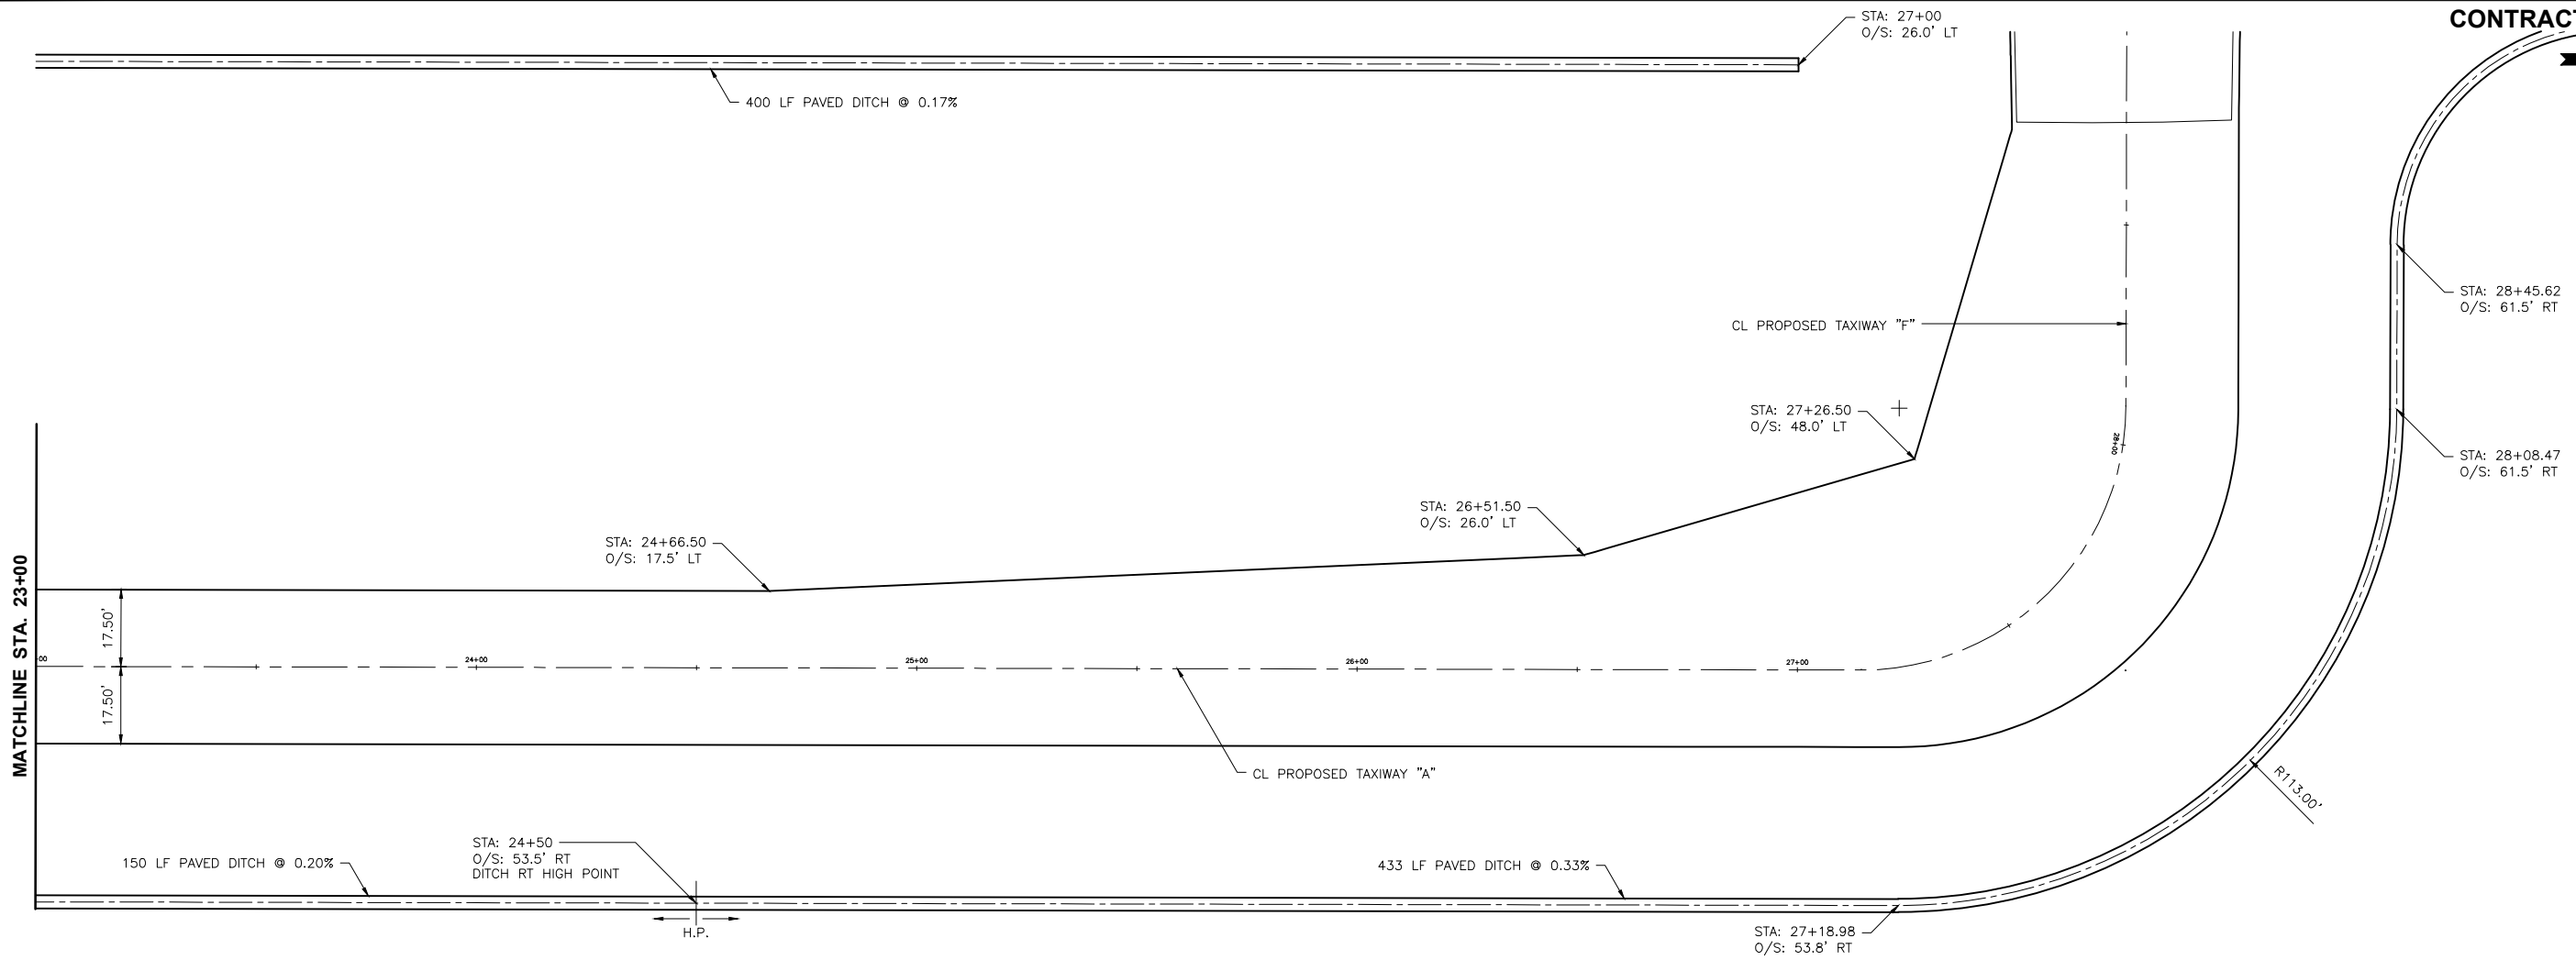 STA: 27+00
O/S: 26.0' LT
CONTRACT
400 LF PAVED DITCH @ 0.17%
STA: 28+45.62
O/S: 61.5' RT
CL PROPOSED TAXIWAY "F"
STA: 27+26.50
O/S: 48.0' LT
28+00
STA: 28+08.47
O/S: 61.5' RT
STA: 26+51.50
O/S: 26.0' LT
STA: 24+66.50
O/S: 17.5' LT
MATCHLINE STA. 23+00
17.50'
17.50'
00
24+00
25+00
26+00
27+00
CL PROPOSED TAXIWAY "A"
R113.00'
STA: 24+50
O/S: 53.5' RT
DITCH RT HIGH POINT
150 LF PAVED DITCH @ 0.20%
433 LF PAVED DITCH @ 0.33%
H.P.
STA: 27+18.98
O/S: 53.8' RT